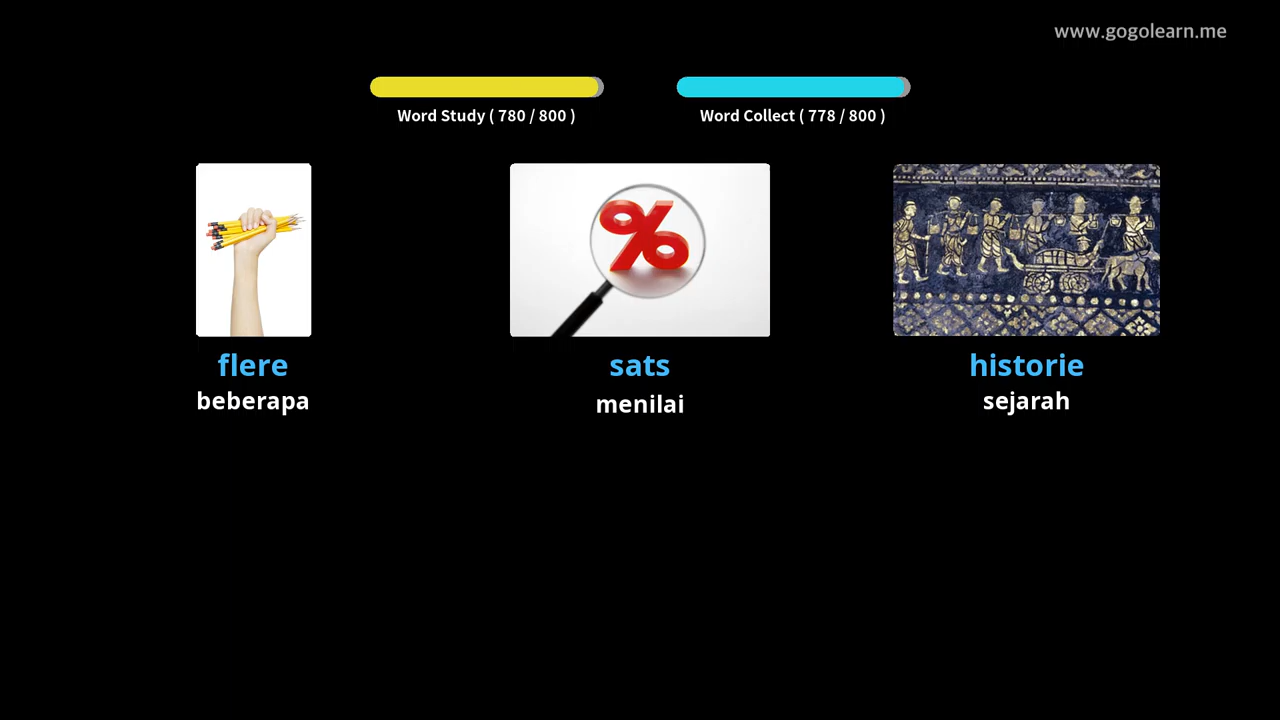 www.gogolearn.me
Word Study ( 780 / 800 )
Word Collect ( 778 / 800 )
%
flere
sats
historie
beberapa
menilai
sejarah